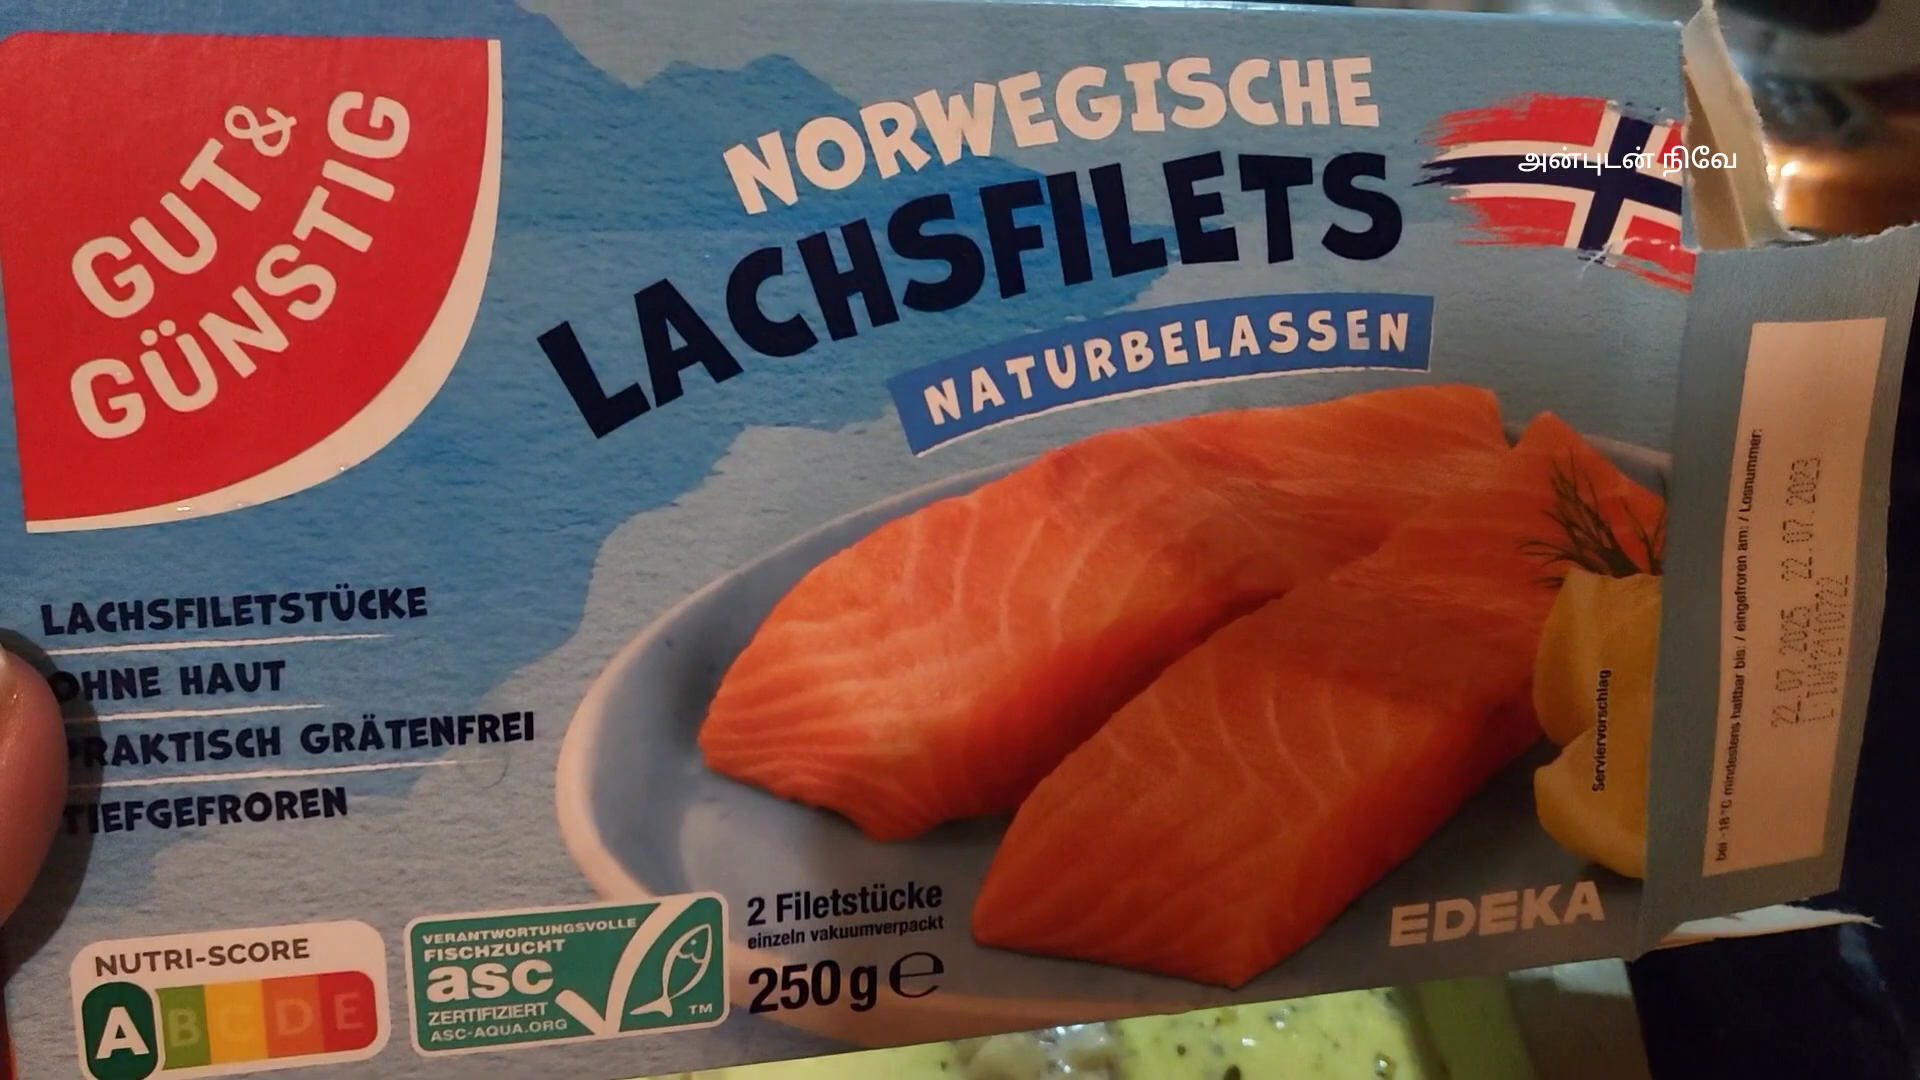 GUT &
GÜNSTIG
NORWEGISCHE
LACHSFILETS
NATURBELASSEN
அன்புடன் நிவே
LACHSFILETSTÜCKE
OHNE HAUT
PRAKTISCH GRÄTENFREI
TIEFGEFROREN
NUTRI-SCORE
A B C D E
VERANTWORTUNGSVOLLE
FISCHZUCHT
asc
ZERTIFIZIERT
ASC-AQUA.ORG
TM
2 Filetstücke
einzeln vakuumverpackt
250 g e
Serviervorschlag
EDEKA
bei -18 °C mindestens haltbar bis: / eingefroren am: / Losnummer:
22.07.2025 22.07.2023